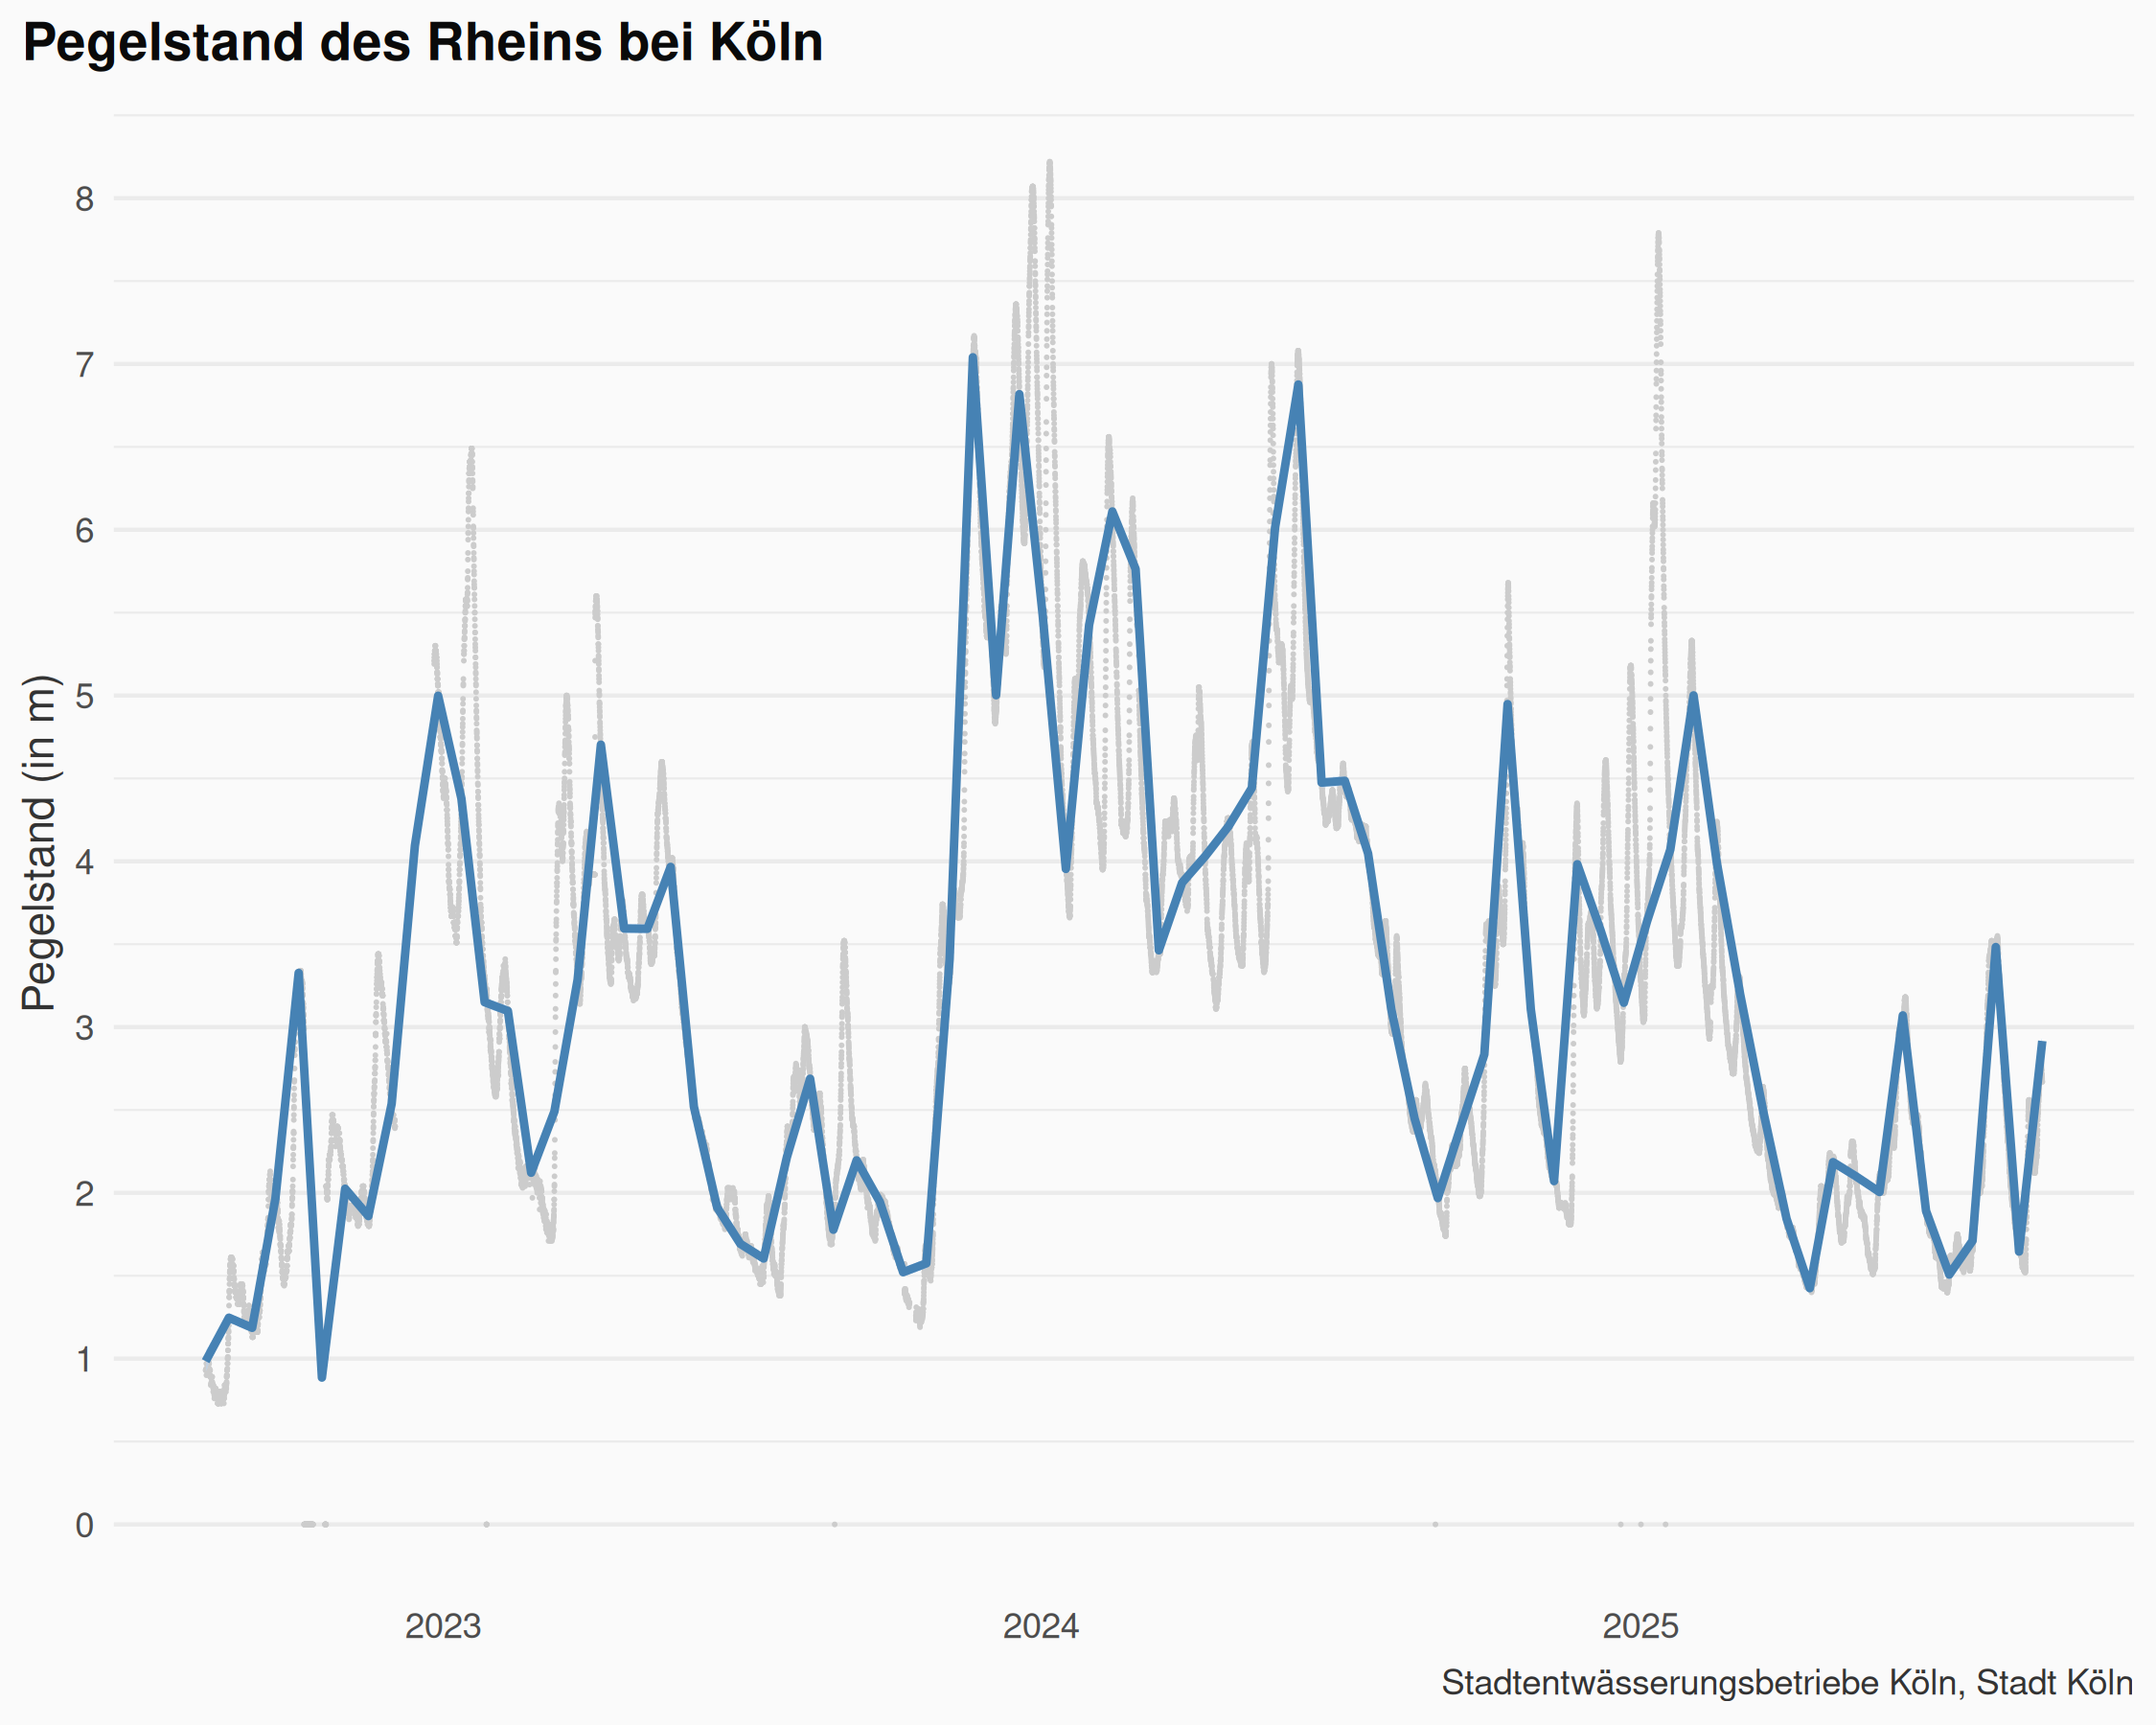 Pegelstand des Rheins bei Köln
Pegelstand (in m)
8
7
6
5
4
3
2
1
0
2023 2024 2025
Stadtentwässerungsbetriebe Köln, Stadt Köln